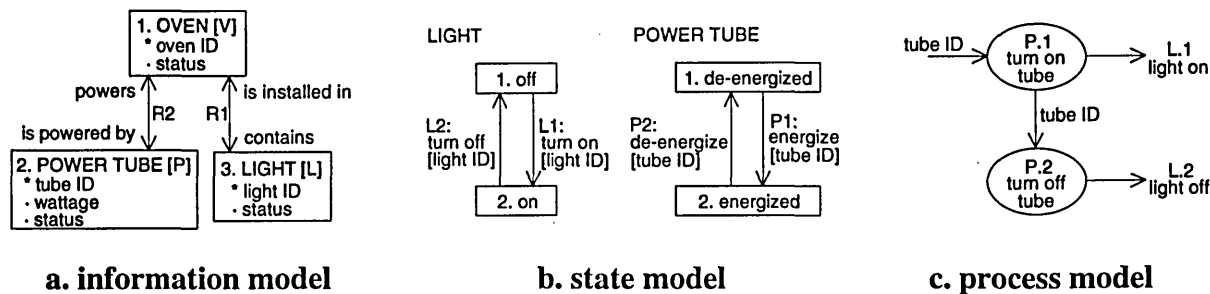 1. OVEN [V]
* oven ID
· status
powers
R2
R1
is installed in
is powered by
contains
2. POWER TUBE [P]
* tube ID
· wattage
· status
3. LIGHT [L]
* light ID
· status
a. information model
LIGHT
1. off
L2:
turn off
[light ID]
L1:
turn on
[light ID]
2. on
POWER TUBE
1. de-energized
P2:
de-energize
[tube ID]
P1:
energize
[tube ID]
2. energized
b. state model
tube ID
P.1
turn on
tube
L.1
light on
tube ID
P.2
turn off
tube
L.2
light off
c. process model